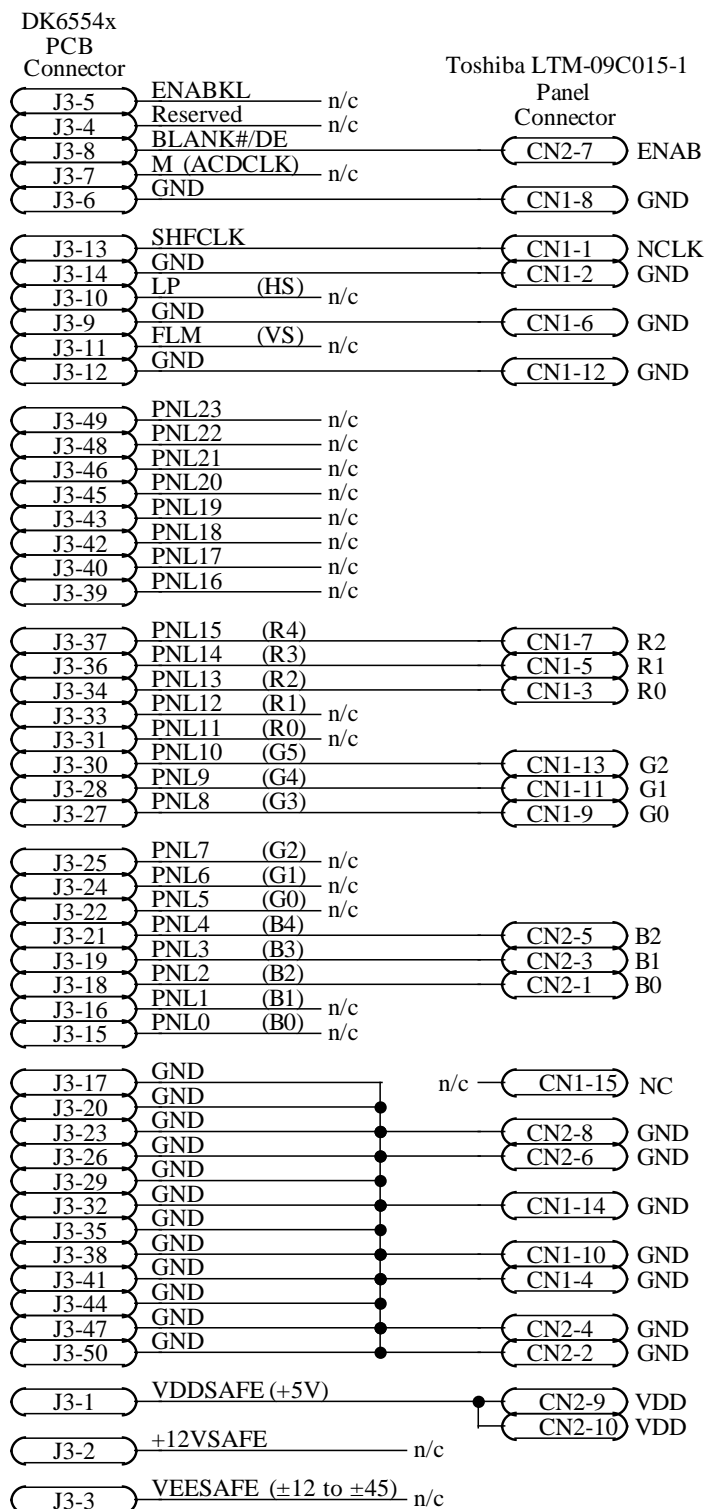 DK6554x
PCB
Connector
Toshiba LTM-09C015-1
Panel
Connector
J3-5 ENABKL n/c
J3-4 Reserved n/c
J3-8 BLANK#/DE CN2-7 ENAB
J3-7 M (ACDCLK) n/c
J3-6 GND CN1-8 GND
J3-13 SHFCLK CN1-1 NCLK
J3-14 GND CN1-2 GND
J3-10 LP (HS) n/c
J3-9 GND CN1-6 GND
J3-11 FLM (VS) n/c
J3-12 GND CN1-12 GND
J3-49 PNL23 n/c
J3-48 PNL22 n/c
J3-46 PNL21 n/c
J3-45 PNL20 n/c
J3-43 PNL19 n/c
J3-42 PNL18 n/c
J3-40 PNL17 n/c
J3-39 PNL16 n/c
J3-37 PNL15 (R4) CN1-7 R2
J3-36 PNL14 (R3) CN1-5 R1
J3-34 PNL13 (R2) CN1-3 R0
J3-33 PNL12 (R1) n/c
J3-31 PNL11 (R0) n/c
J3-30 PNL10 (G5) CN1-13 G2
J3-28 PNL9 (G4) CN1-11 G1
J3-27 PNL8 (G3) CN1-9 G0
J3-25 PNL7 (G2) n/c
J3-24 PNL6 (G1) n/c
J3-22 PNL5 (G0) n/c
J3-21 PNL4 (B4) CN2-5 B2
J3-19 PNL3 (B3) CN2-3 B1
J3-18 PNL2 (B2) CN2-1 B0
J3-16 PNL1 (B1) n/c
J3-15 PNL0 (B0) n/c
J3-17 GND n/c CN1-15 NC
J3-20 GND
J3-23 GND CN2-8 GND
J3-26 GND CN2-6 GND
J3-29 GND
J3-32 GND CN1-14 GND
J3-35 GND
J3-38 GND CN1-10 GND
J3-41 GND CN1-4 GND
J3-44 GND
J3-47 GND CN2-4 GND
J3-50 GND CN2-2 GND
J3-1 VDDSAFE (+5V) CN2-9 VDD
CN2-10 VDD
J3-2 +12VSAFE n/c
J3-3 VEESAFE (±12 to ±45) n/c